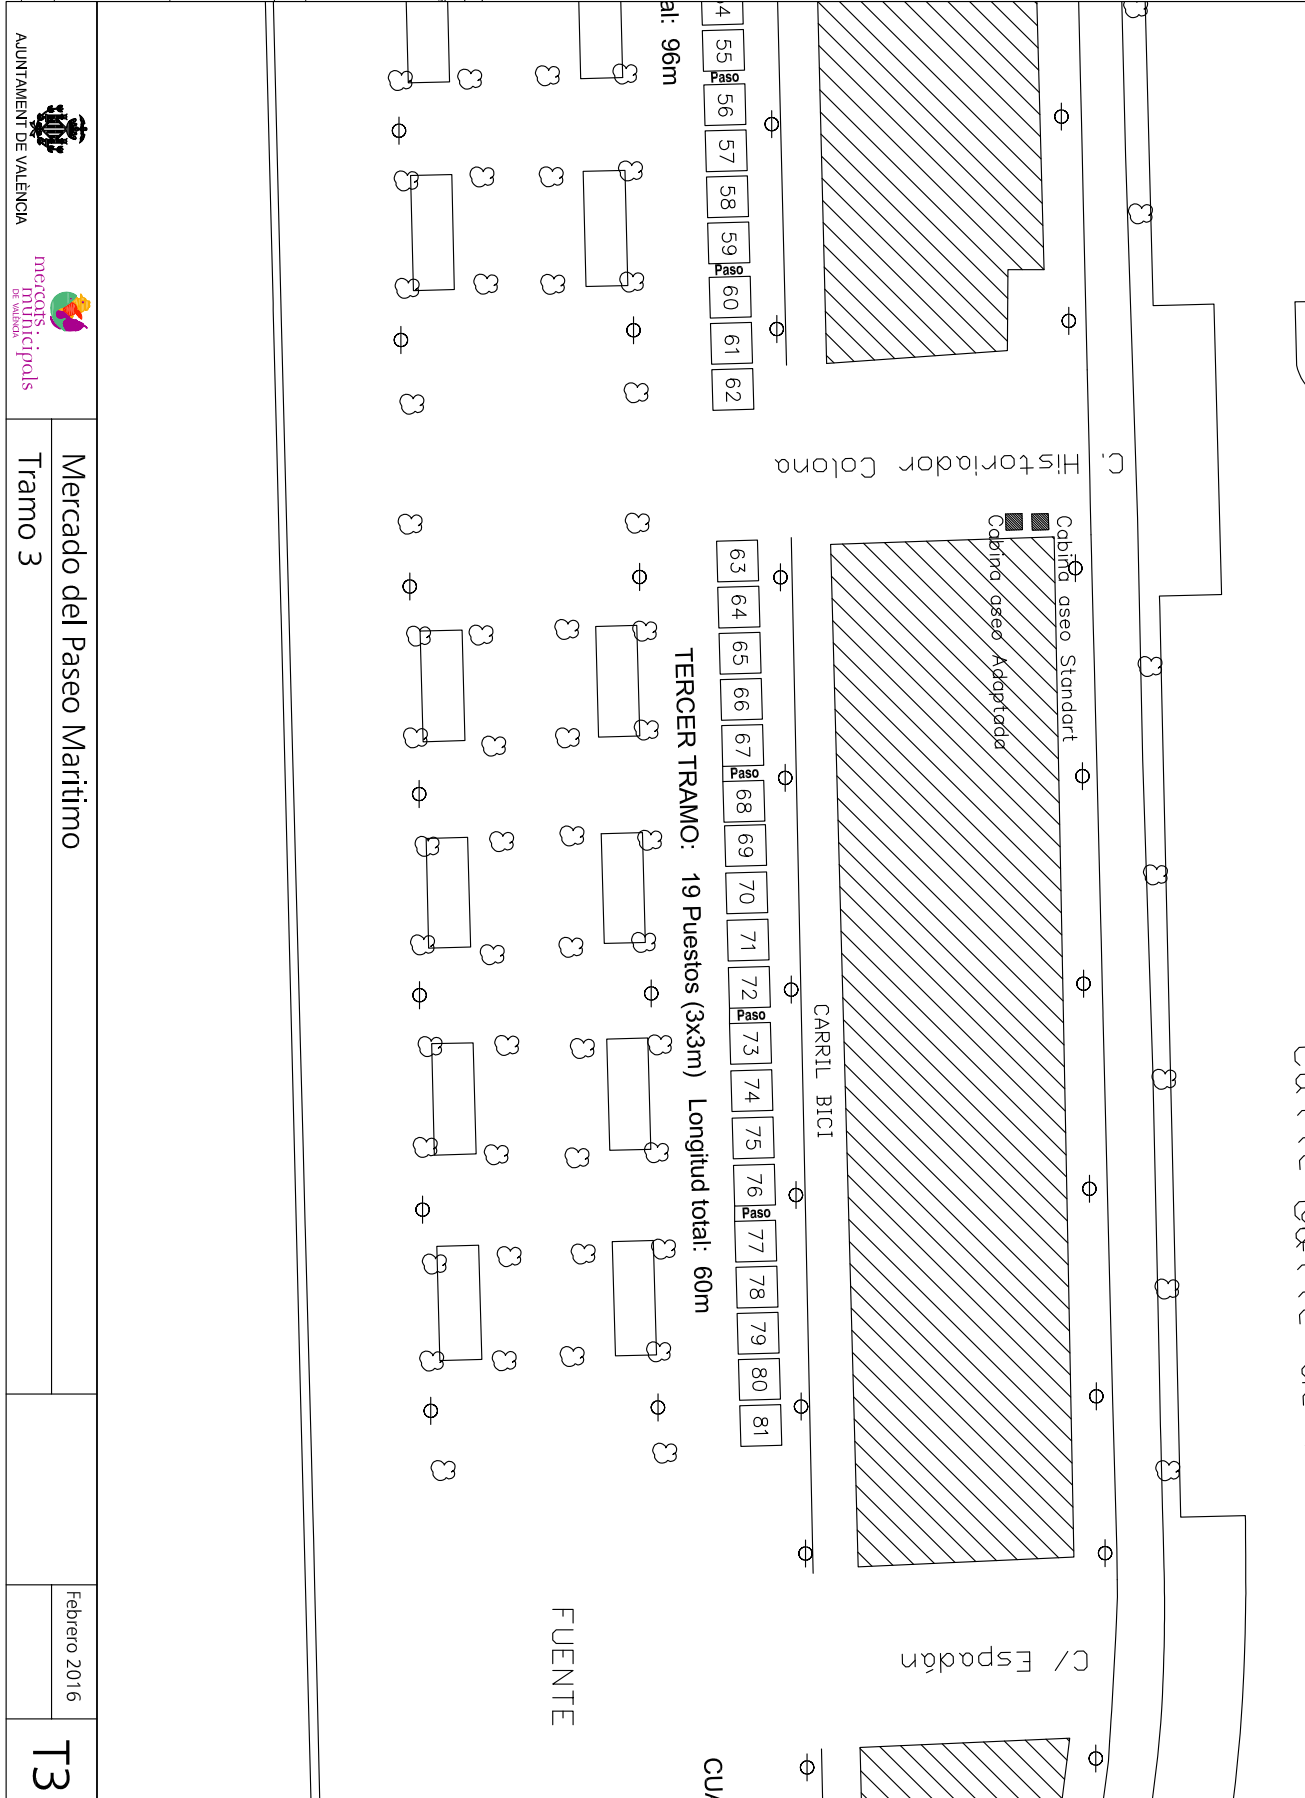 al: 96m
55
Paso
56
57
58
59
Paso
60
61
62
C. Historiador Colona
Cabina aseo Standart
Cabina aseo Adaptada
63
64
65
66
67
Paso
68
69
70
71
72
Paso
73
74
75
76
Paso
77
78
79
80
81
TERCER TRAMO: 19 Puestos (3x3m) Longitud total: 60m
CARRIL BICI
FUENTE
C/ Espadán
AJUNTAMENT DE VALÈNCIA
mercats
municipals
DE VALÈNCIA
Mercado del Paseo Maritimo
Tramo 3
Febrero 2016
T3